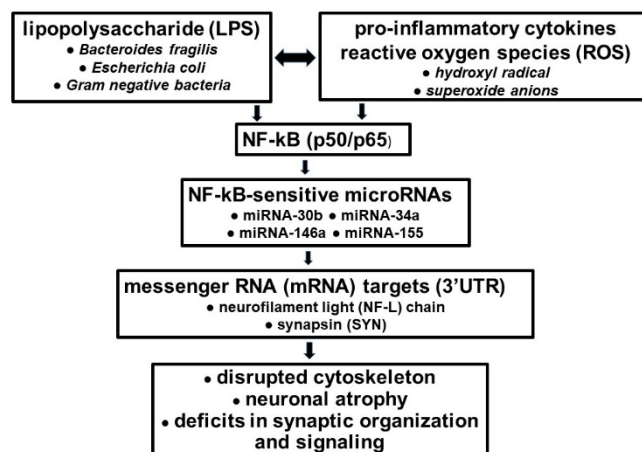 lipopolysaccharide (LPS)
● Bacteroides fragilis
● Escherichia coli
● Gram negative bacteria
pro-inflammatory cytokines
reactive oxygen species (ROS)
● hydroxyl radical
● superoxide anions
NF-kB (p50/p65)
NF-kB-sensitive microRNAs
● miRNA-30b ● miRNA-34a
● miRNA-146a ● miRNA-155
messenger RNA (mRNA) targets (3’UTR)
● neurofilament light (NF-L) chain
● synapsin (SYN)
● disrupted cytoskeleton
● neuronal atrophy
● deficits in synaptic organization
and signaling